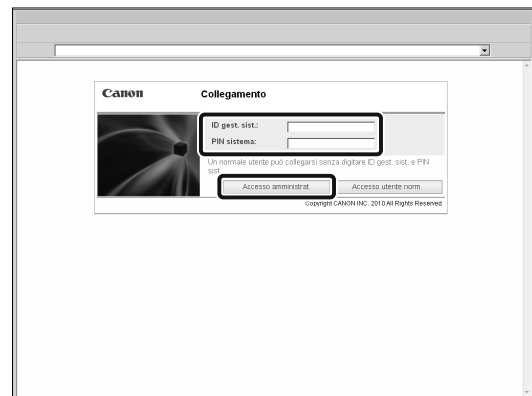 Canon
Collegamento
ID gest. sist.:
PIN sistema:
Un normale utente può collegarsi senza digitare ID gest. sist. e PIN
sist.
Accesso amministrat.
Accesso utente norm.
Copyright CANON INC. 2010 All Rights Reserved